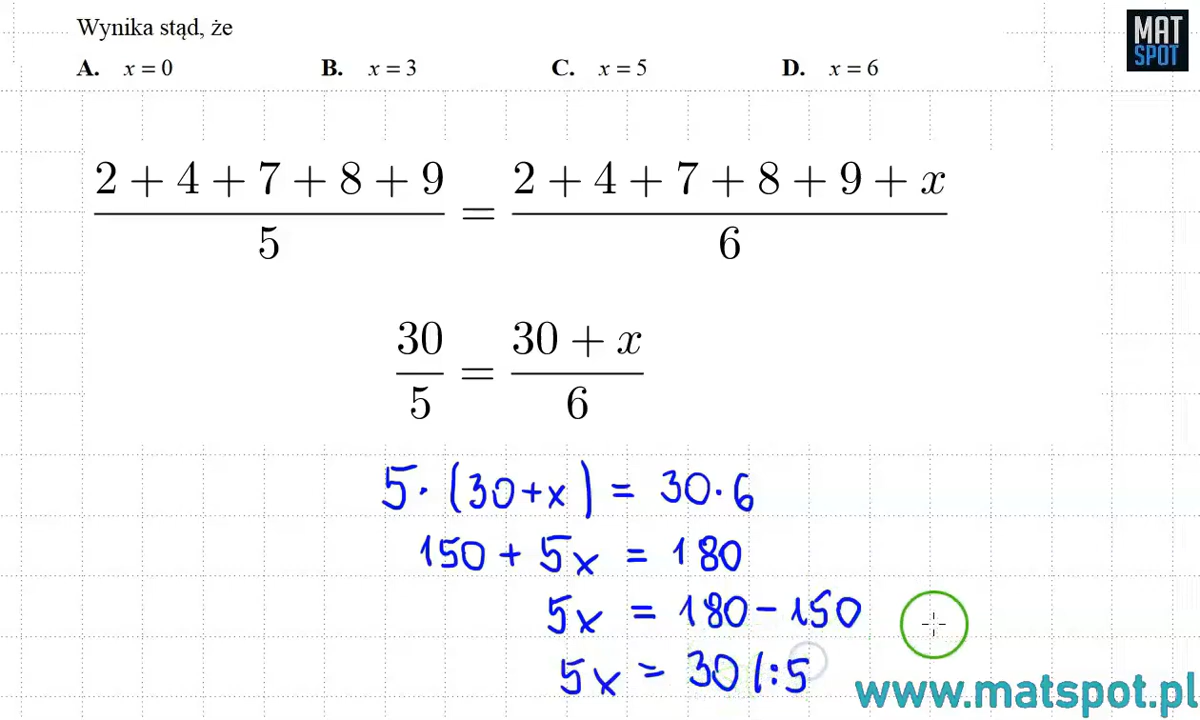 Wynika stąd, że
MAT
SPOT
A. x = 0 B. x = 3 C. x = 5 D. x = 6
2 + 4 + 7 + 8 + 9 / 5 = 2 + 4 + 7 + 8 + 9 + x / 6
30 / 5 = 30 + x / 6
5 · (30 + x) = 30 · 6
150 + 5x = 180
5x = 180 - 150
5x = 30 /:5
www.matspot.pl